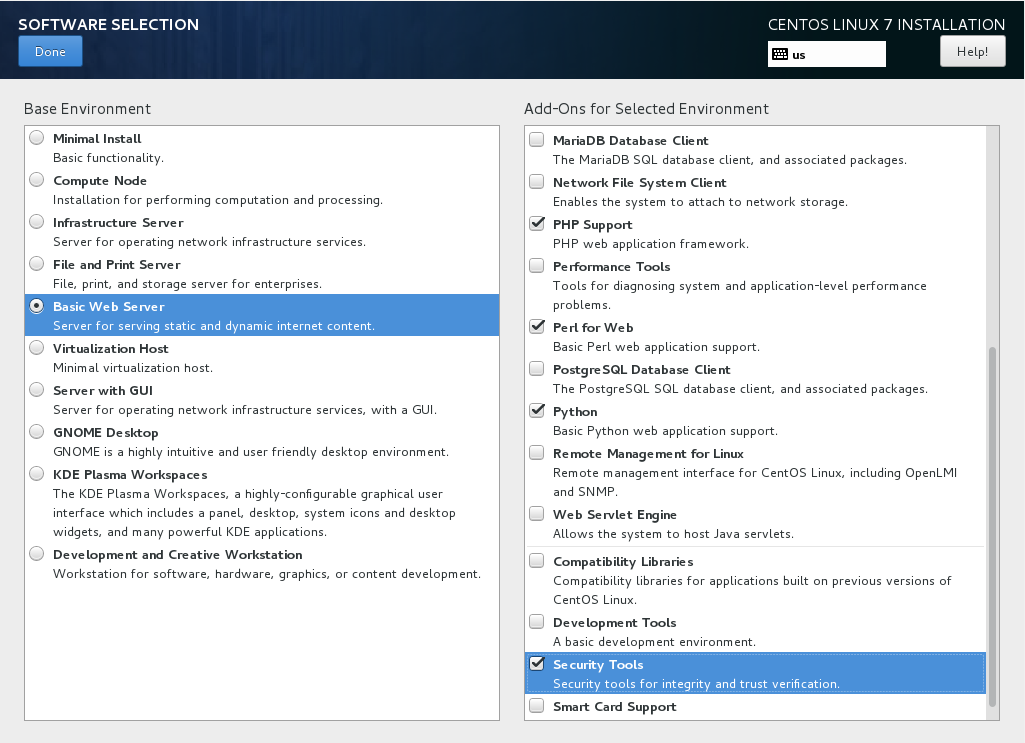 SOFTWARE SELECTION
Done
CENTOS LINUX 7 INSTALLATION
us
Help!
Base Environment
Minimal Install
Basic functionality.
Compute Node
Installation for performing computation and processing.
Infrastructure Server
Server for operating network infrastructure services.
File and Print Server
File, print, and storage server for enterprises.
Basic Web Server
Server for serving static and dynamic internet content.
Virtualization Host
Minimal virtualization host.
Server with GUI
Server for operating network infrastructure services, with a GUI.
GNOME Desktop
GNOME is a highly intuitive and user friendly desktop environment.
KDE Plasma Workspaces
The KDE Plasma Workspaces, a highly-configurable graphical user
interface which includes a panel, desktop, system icons and desktop
widgets, and many powerful KDE applications.
Development and Creative Workstation
Workstation for software, hardware, graphics, or content development.
Add-Ons for Selected Environment
MariaDB Database Client
The MariaDB SQL database client, and associated packages.
Network File System Client
Enables the system to attach to network storage.
PHP Support
PHP web application framework.
Performance Tools
Tools for diagnosing system and application-level performance
problems.
Perl for Web
Basic Perl web application support.
PostgreSQL Database Client
The PostgreSQL SQL database client, and associated packages.
Python
Basic Python web application support.
Remote Management for Linux
Remote management interface for CentOS Linux, including OpenLMI
and SNMP.
Web Servlet Engine
Allows the system to host Java servlets.
Compatibility Libraries
Compatibility libraries for applications built on previous versions of
CentOS Linux.
Development Tools
A basic development environment.
Security Tools
Security tools for integrity and trust verification.
Smart Card Support